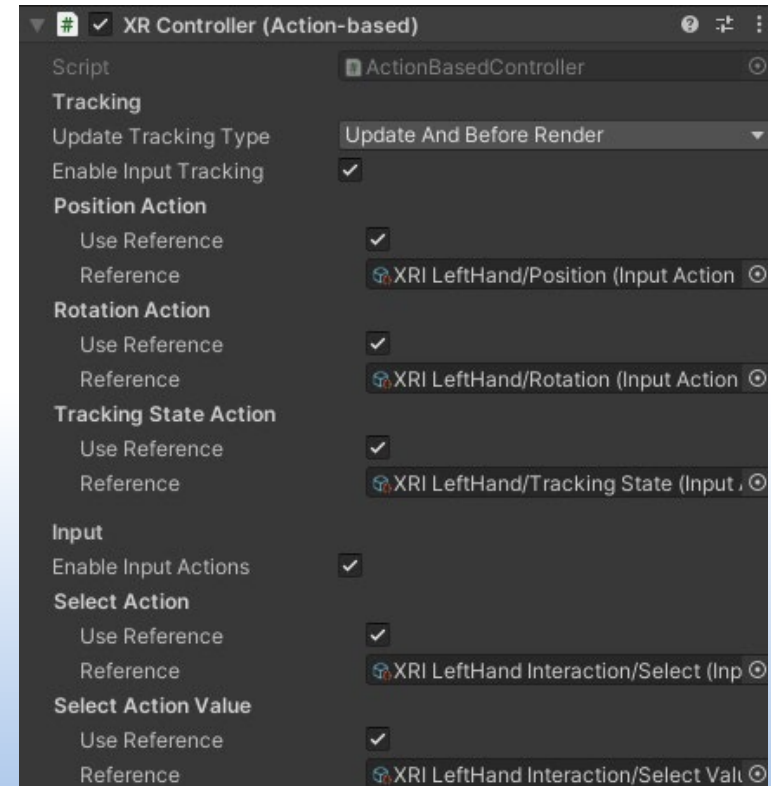 XR Controller (Action-based)
Script ActionBasedController
Tracking
Update Tracking Type Update And Before Render
Enable Input Tracking
Position Action
Use Reference
Reference XRI LeftHand/Position (Input Action
Rotation Action
Use Reference
Reference XRI LeftHand/Rotation (Input Action
Tracking State Action
Use Reference
Reference XRI LeftHand/Tracking State (Input
Input
Enable Input Actions
Select Action
Use Reference
Reference XRI LeftHand Interaction/Select (Inp
Select Action Value
Use Reference
Reference XRI LeftHand Interaction/Select Valu